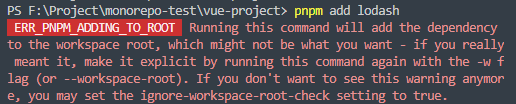 PS F:\Project\monorepo-test\vue-project> pnpm add lodash
ERR_PNPM_ADDING_TO_ROOT Running this command will add the dependency
to the workspace root, which might not be what you want - if you really
meant it, make it explicit by running this command again with the -w f
lag (or --workspace-root). If you don't want to see this warning anymor
e, you may set the ignore-workspace-root-check setting to true.